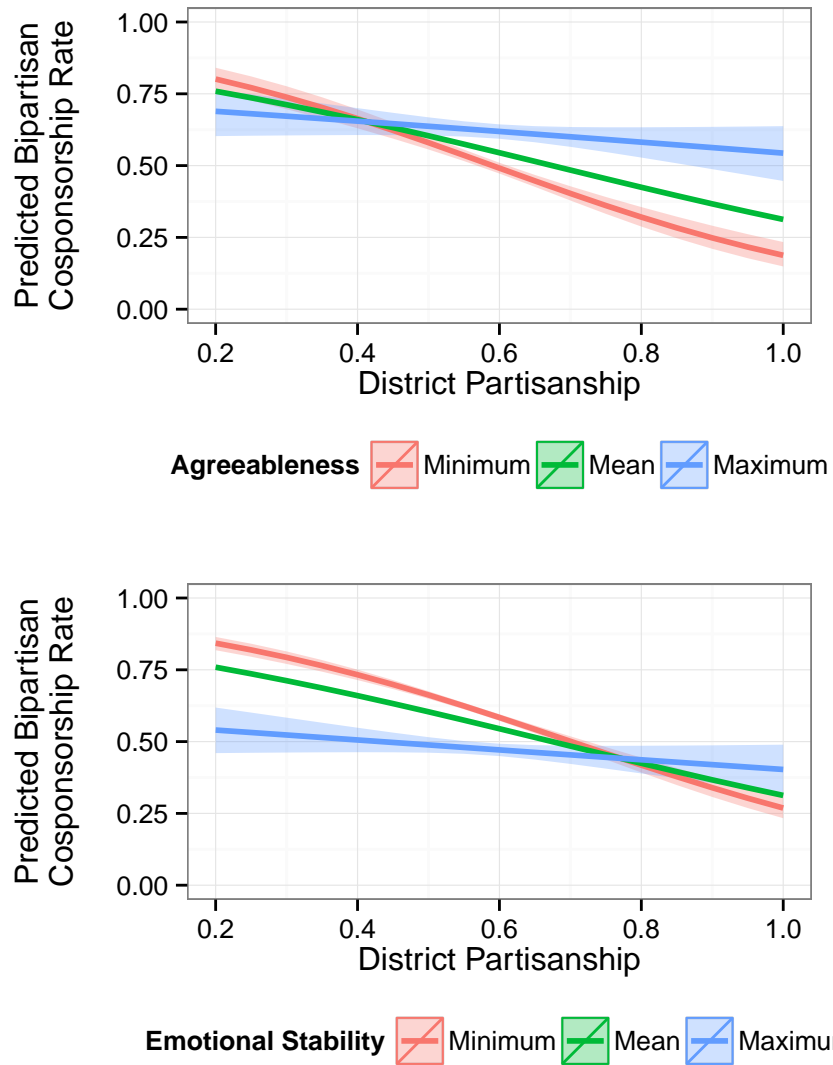 Predicted Bipartisan
Cosponsorship Rate
1.00
0.75
0.50
0.25
0.00
0.2 0.4 0.6 0.8 1.0
District Partisanship
Agreeableness Minimum Mean Maximum
Predicted Bipartisan
Cosponsorship Rate
1.00
0.75
0.50
0.25
0.00
0.2 0.4 0.6 0.8 1.0
District Partisanship
Emotional Stability Minimum Mean Maximu